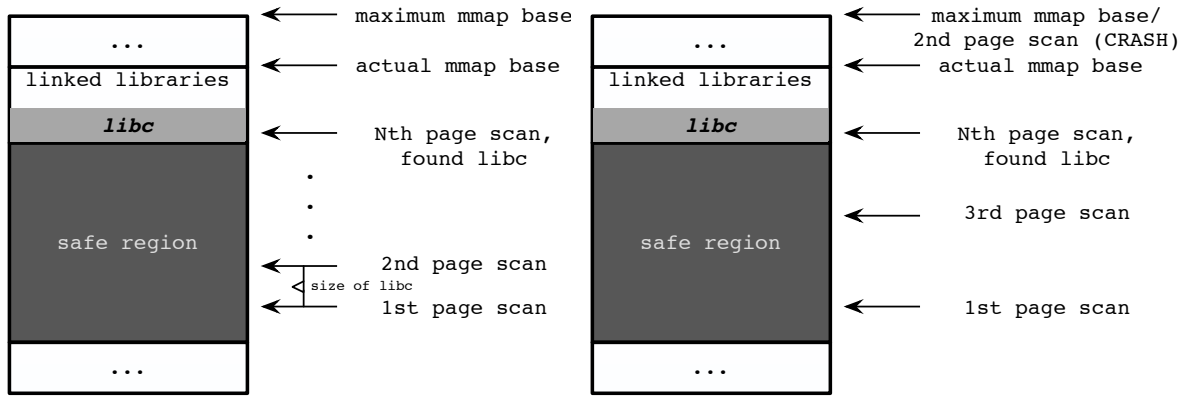 ...
linked libraries
libc
safe region
...
maximum mmap base
actual mmap base
Nth page scan,
found libc
.
.
.
2nd page scan
size of libc
1st page scan
...
linked libraries
libc
safe region
...
maximum mmap base/
2nd page scan (CRASH)
actual mmap base
Nth page scan,
found libc
3rd page scan
1st page scan